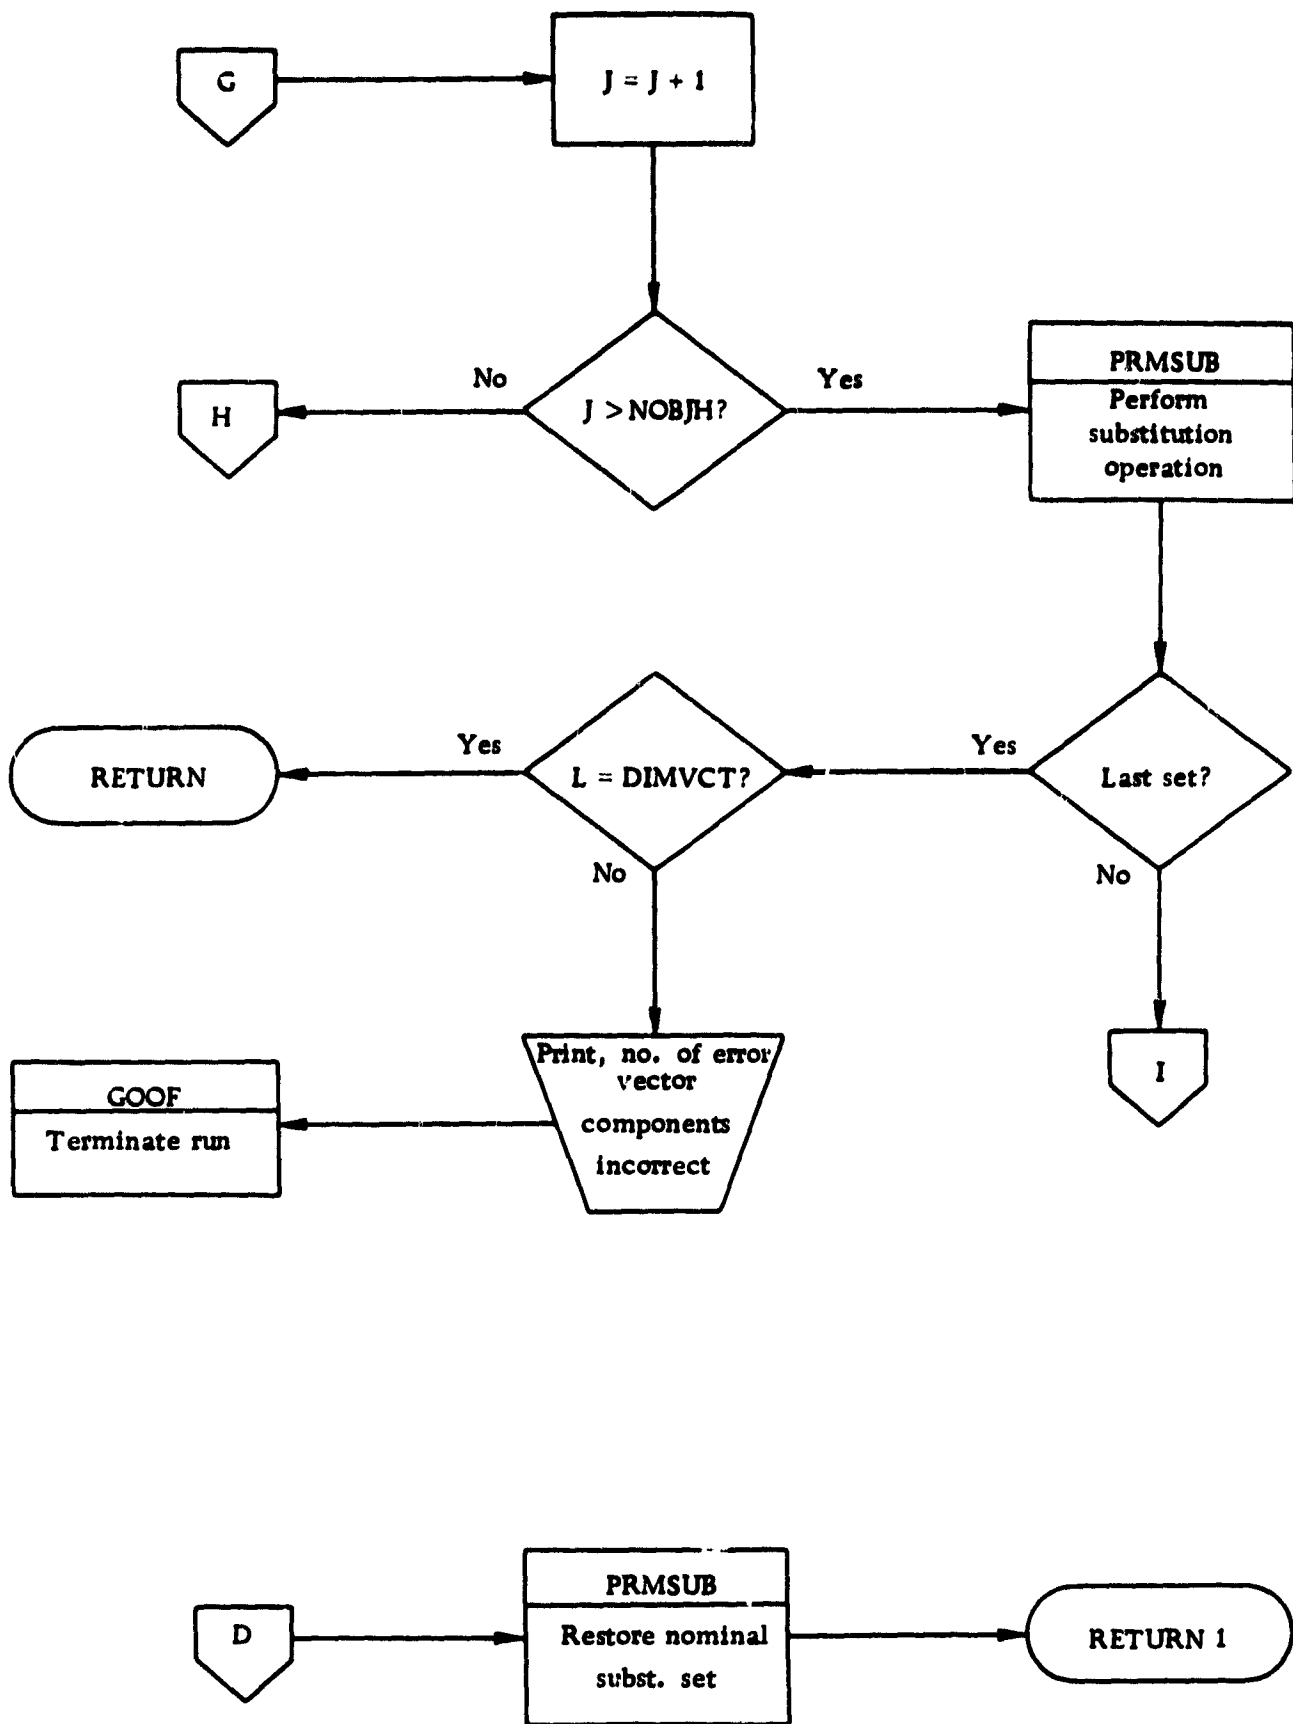 G
J = J + 1
No
Yes
H
J > NOBJH?
PRMSUB
Perform
substitution
operation
Yes
Yes
RETURN
L = DIMVCT?
Last set?
No
No
Print, no. of error
vector
components
incorrect
I
GOOF
Terminate run
PRMSUB
D
Restore nominal
subst. set
RETURN 1